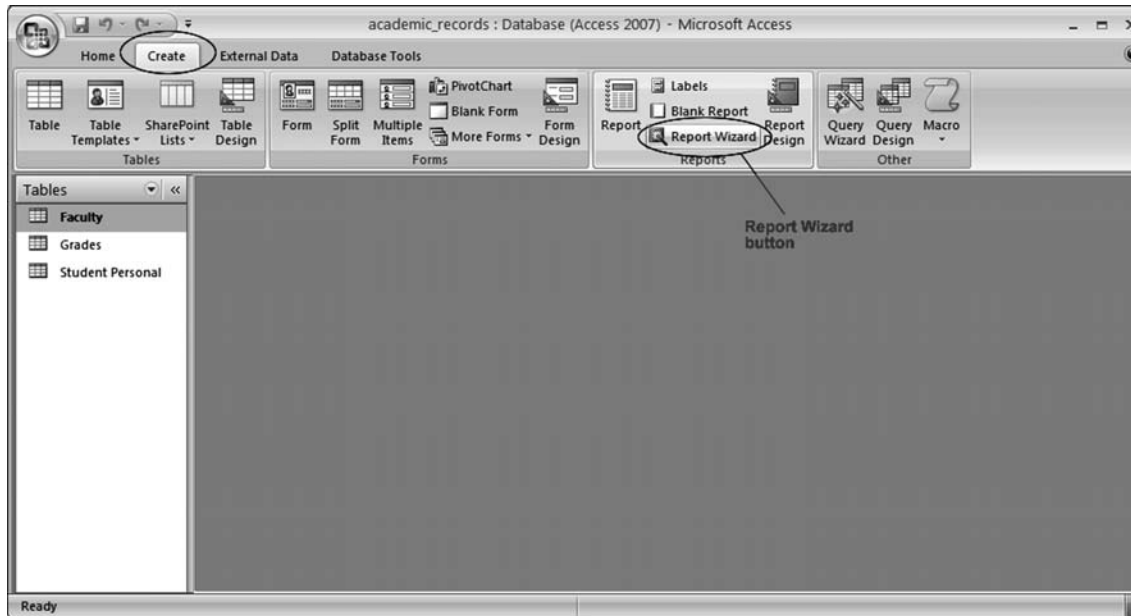 academic_records : Database (Access 2007) - Microsoft Access
Home Create External Data Database Tools
Table
Table Templates
SharePoint Lists
Table Design
Tables
Form
Split Form
Multiple Items
PivotChart
Blank Form
More Forms
Form Design
Forms
Report
Labels
Blank Report
Report Wizard
Report Design
Reports
Query Wizard
Query Design
Macro
Other
Tables
Faculty
Grades
Student Personal
Report Wizard
button
Ready